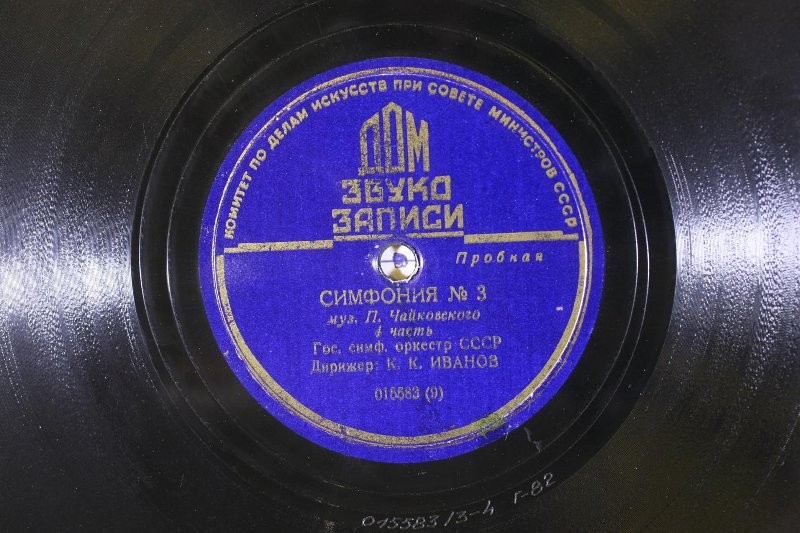 КОМИТЕТ ПО ДЕЛАМ ИСКУССТВ ПРИ СОВЕТЕ МИНИСТРОВ СССР
ДОМ
ЗВУКО
ЗАПИСИ
Пробная
СИМФОНИЯ № 3
муз. П. Чайковского
4 часть
Гос. симф. оркестр СССР
Дирижер: К. К. ИВАНОВ
015583 (9)
015583/3-4 Г-82